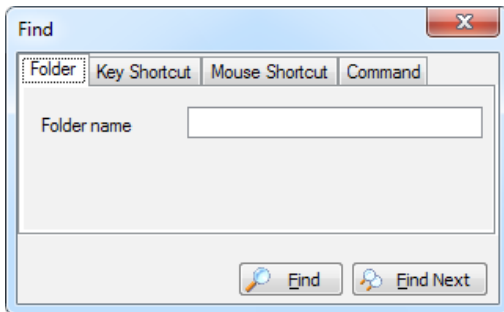 Find
Folder Key Shortcut Mouse Shortcut Command
Folder name
Find Find Next